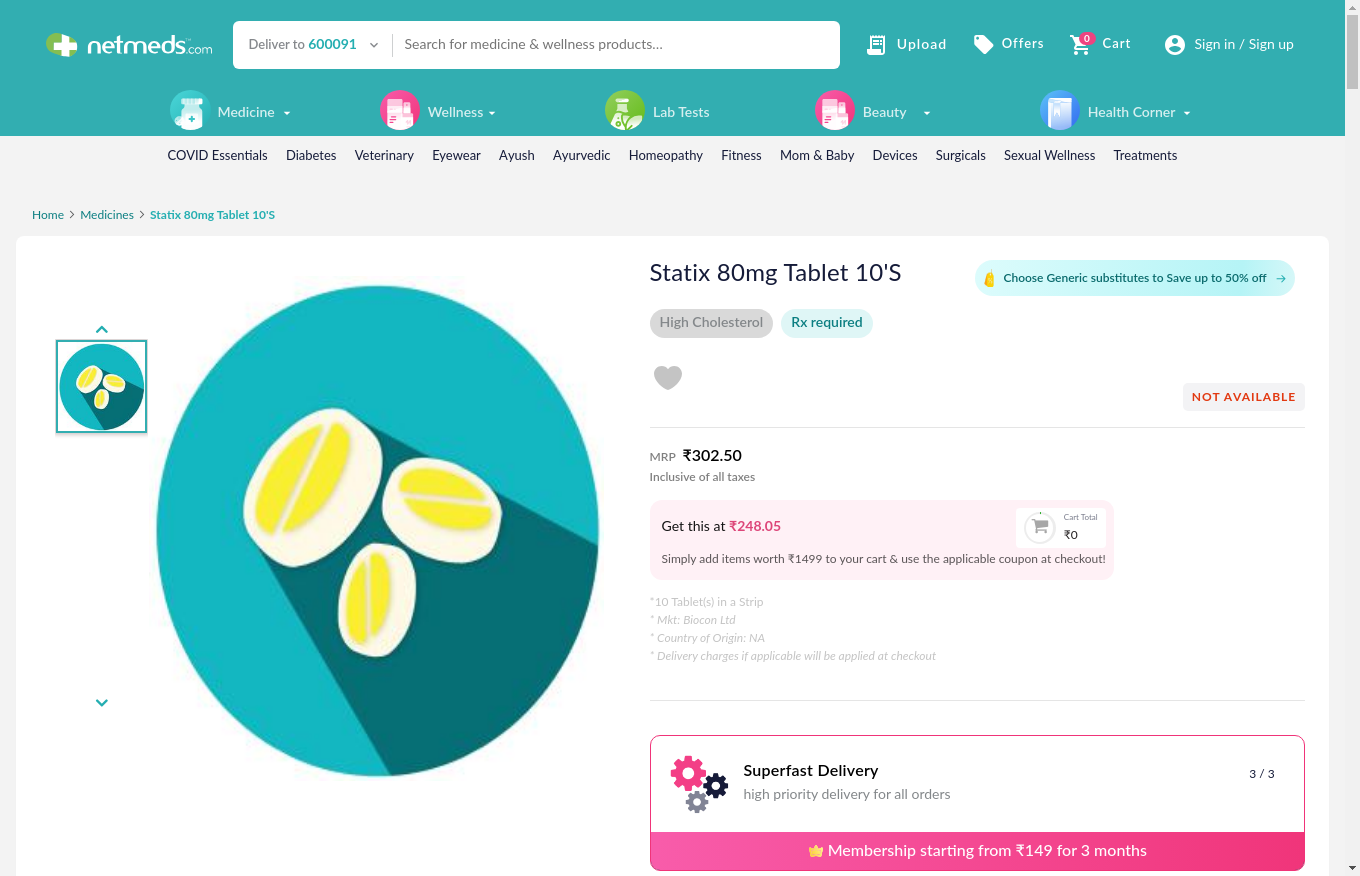 netmeds.com
Deliver to 600091
Search for medicine & wellness products...
Upload
Offers
0
Cart
Sign in / Sign up
Medicine
Wellness
Lab Tests
Beauty
Health Corner
COVID Essentials Diabetes Veterinary Eyewear Ayush Ayurvedic Homeopathy Fitness Mom & Baby Devices Surgicals Sexual Wellness Treatments
Home > Medicines > Statix 80mg Tablet 10'S
Statix 80mg Tablet 10'S
Choose Generic substitutes to Save up to 50% off →
High Cholesterol
Rx required
NOT AVAILABLE
MRP ₹302.50
Inclusive of all taxes
Get this at ₹248.05
Cart Total
₹0
Simply add items worth ₹1499 to your cart & use the applicable coupon at checkout!
*10 Tablet(s) in a Strip
* Mkt: Biocon Ltd
* Country of Origin: NA
* Delivery charges if applicable will be applied at checkout
Superfast Delivery
3 / 3
high priority delivery for all orders
Membership starting from ₹149 for 3 months